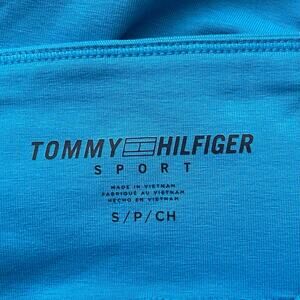 TOMMY HILFIGER
SPORT
MADE IN VIETNAM
FABRIQUÉ AU VIETNAM
HECHO EN VIETNAM
S/P/CH